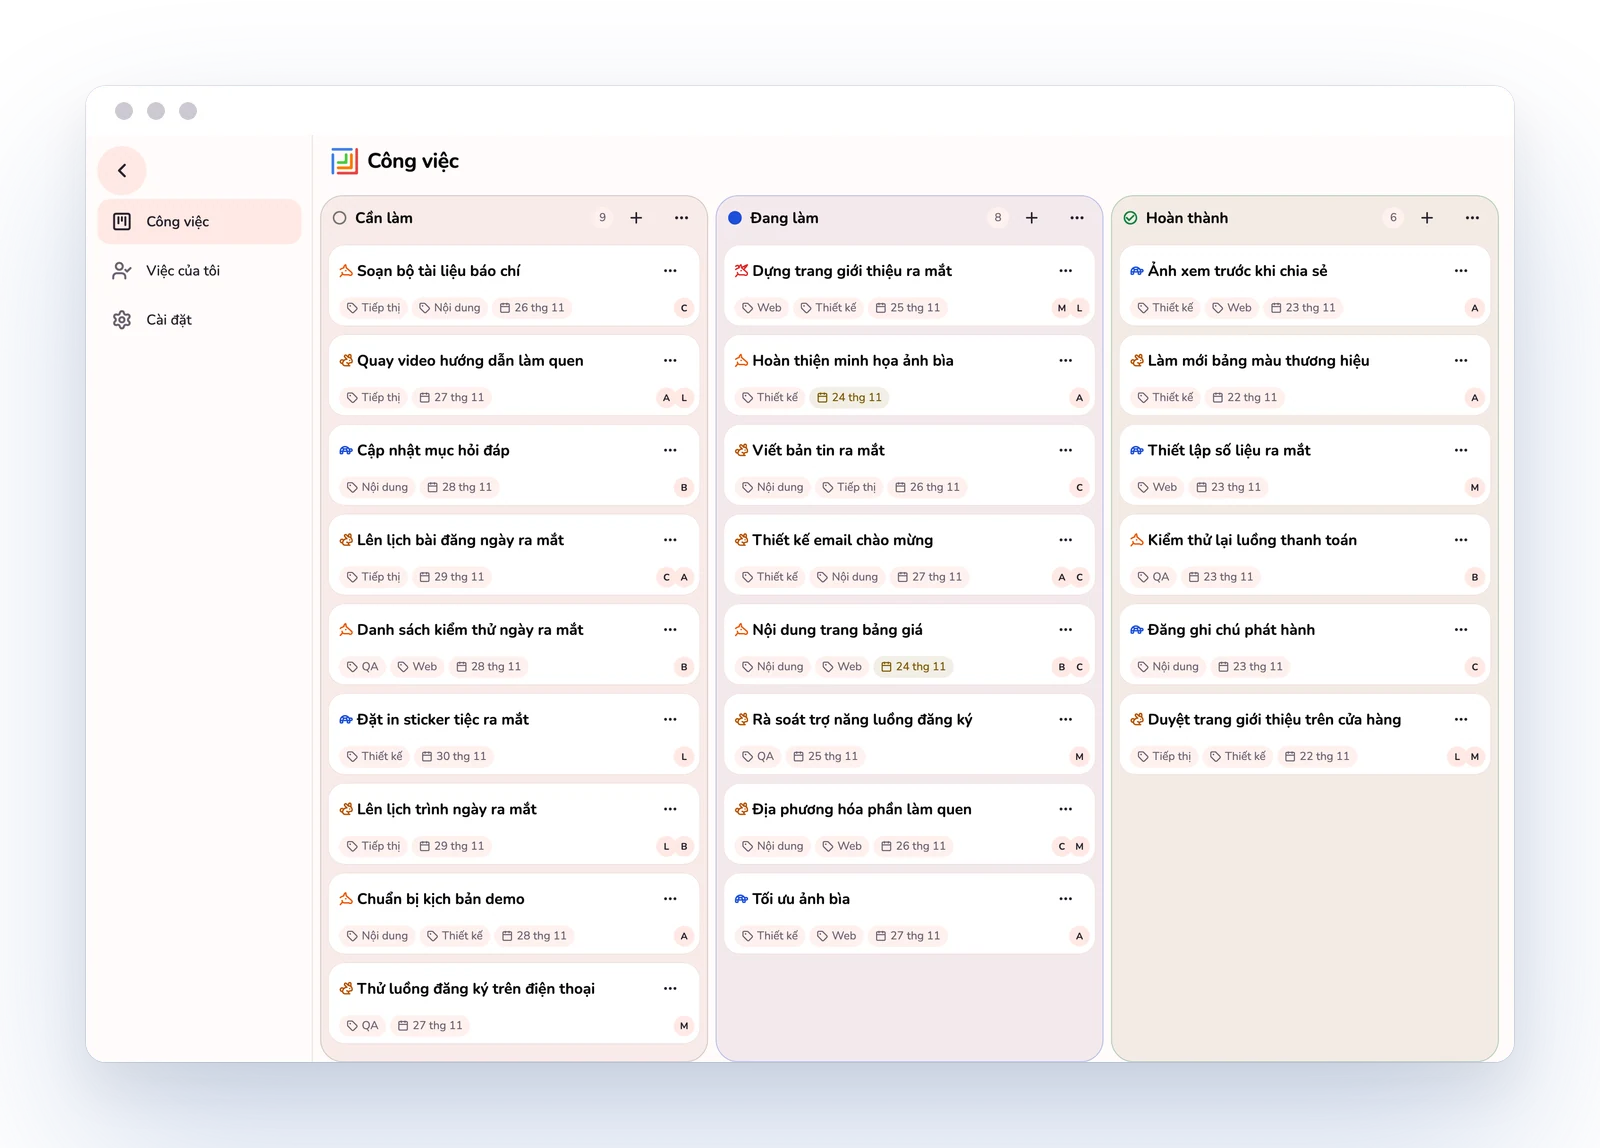 Công việc
Việc của tôi
Cài đặt
Công việc
Cần làm 9
Soạn bộ tài liệu báo chí
Tiếp thị Nội dung 26 thg 11 C
Quay video hướng dẫn làm quen
Tiếp thị 27 thg 11 A L
Cập nhật mục hỏi đáp
Nội dung 28 thg 11 B
Lên lịch bài đăng ngày ra mắt
Tiếp thị 29 thg 11 C A
Danh sách kiểm thử ngày ra mắt
QA Web 28 thg 11 B
Đặt in sticker tiệc ra mắt
Thiết kế 30 thg 11 L
Lên lịch trình ngày ra mắt
Tiếp thị 29 thg 11 L B
Chuẩn bị kịch bản demo
Nội dung Thiết kế 28 thg 11 A
Thử luồng đăng ký trên điện thoại
QA 27 thg 11 M
Đang làm 8
Dựng trang giới thiệu ra mắt
Web Thiết kế 25 thg 11 M L
Hoàn thiện minh họa ảnh bìa
Thiết kế 24 thg 11 A
Viết bản tin ra mắt
Nội dung Tiếp thị 26 thg 11 C
Thiết kế email chào mừng
Thiết kế Nội dung 27 thg 11 A C
Nội dung trang bảng giá
Nội dung Web 24 thg 11 B C
Rà soát trợ năng luồng đăng ký
QA 25 thg 11 M
Địa phương hóa phần làm quen
Nội dung Web 26 thg 11 C M
Tối ưu ảnh bìa
Thiết kế Web 27 thg 11 A
Hoàn thành 6
Ảnh xem trước khi chia sẻ
Thiết kế Web 23 thg 11 A
Làm mới bảng màu thương hiệu
Thiết kế 22 thg 11 A
Thiết lập số liệu ra mắt
Web 23 thg 11 M
Kiểm thử lại luồng thanh toán
QA 23 thg 11 B
Đăng ghi chú phát hành
Nội dung 23 thg 11 C
Duyệt trang giới thiệu trên cửa hàng
Tiếp thị Thiết kế 22 thg 11 L M